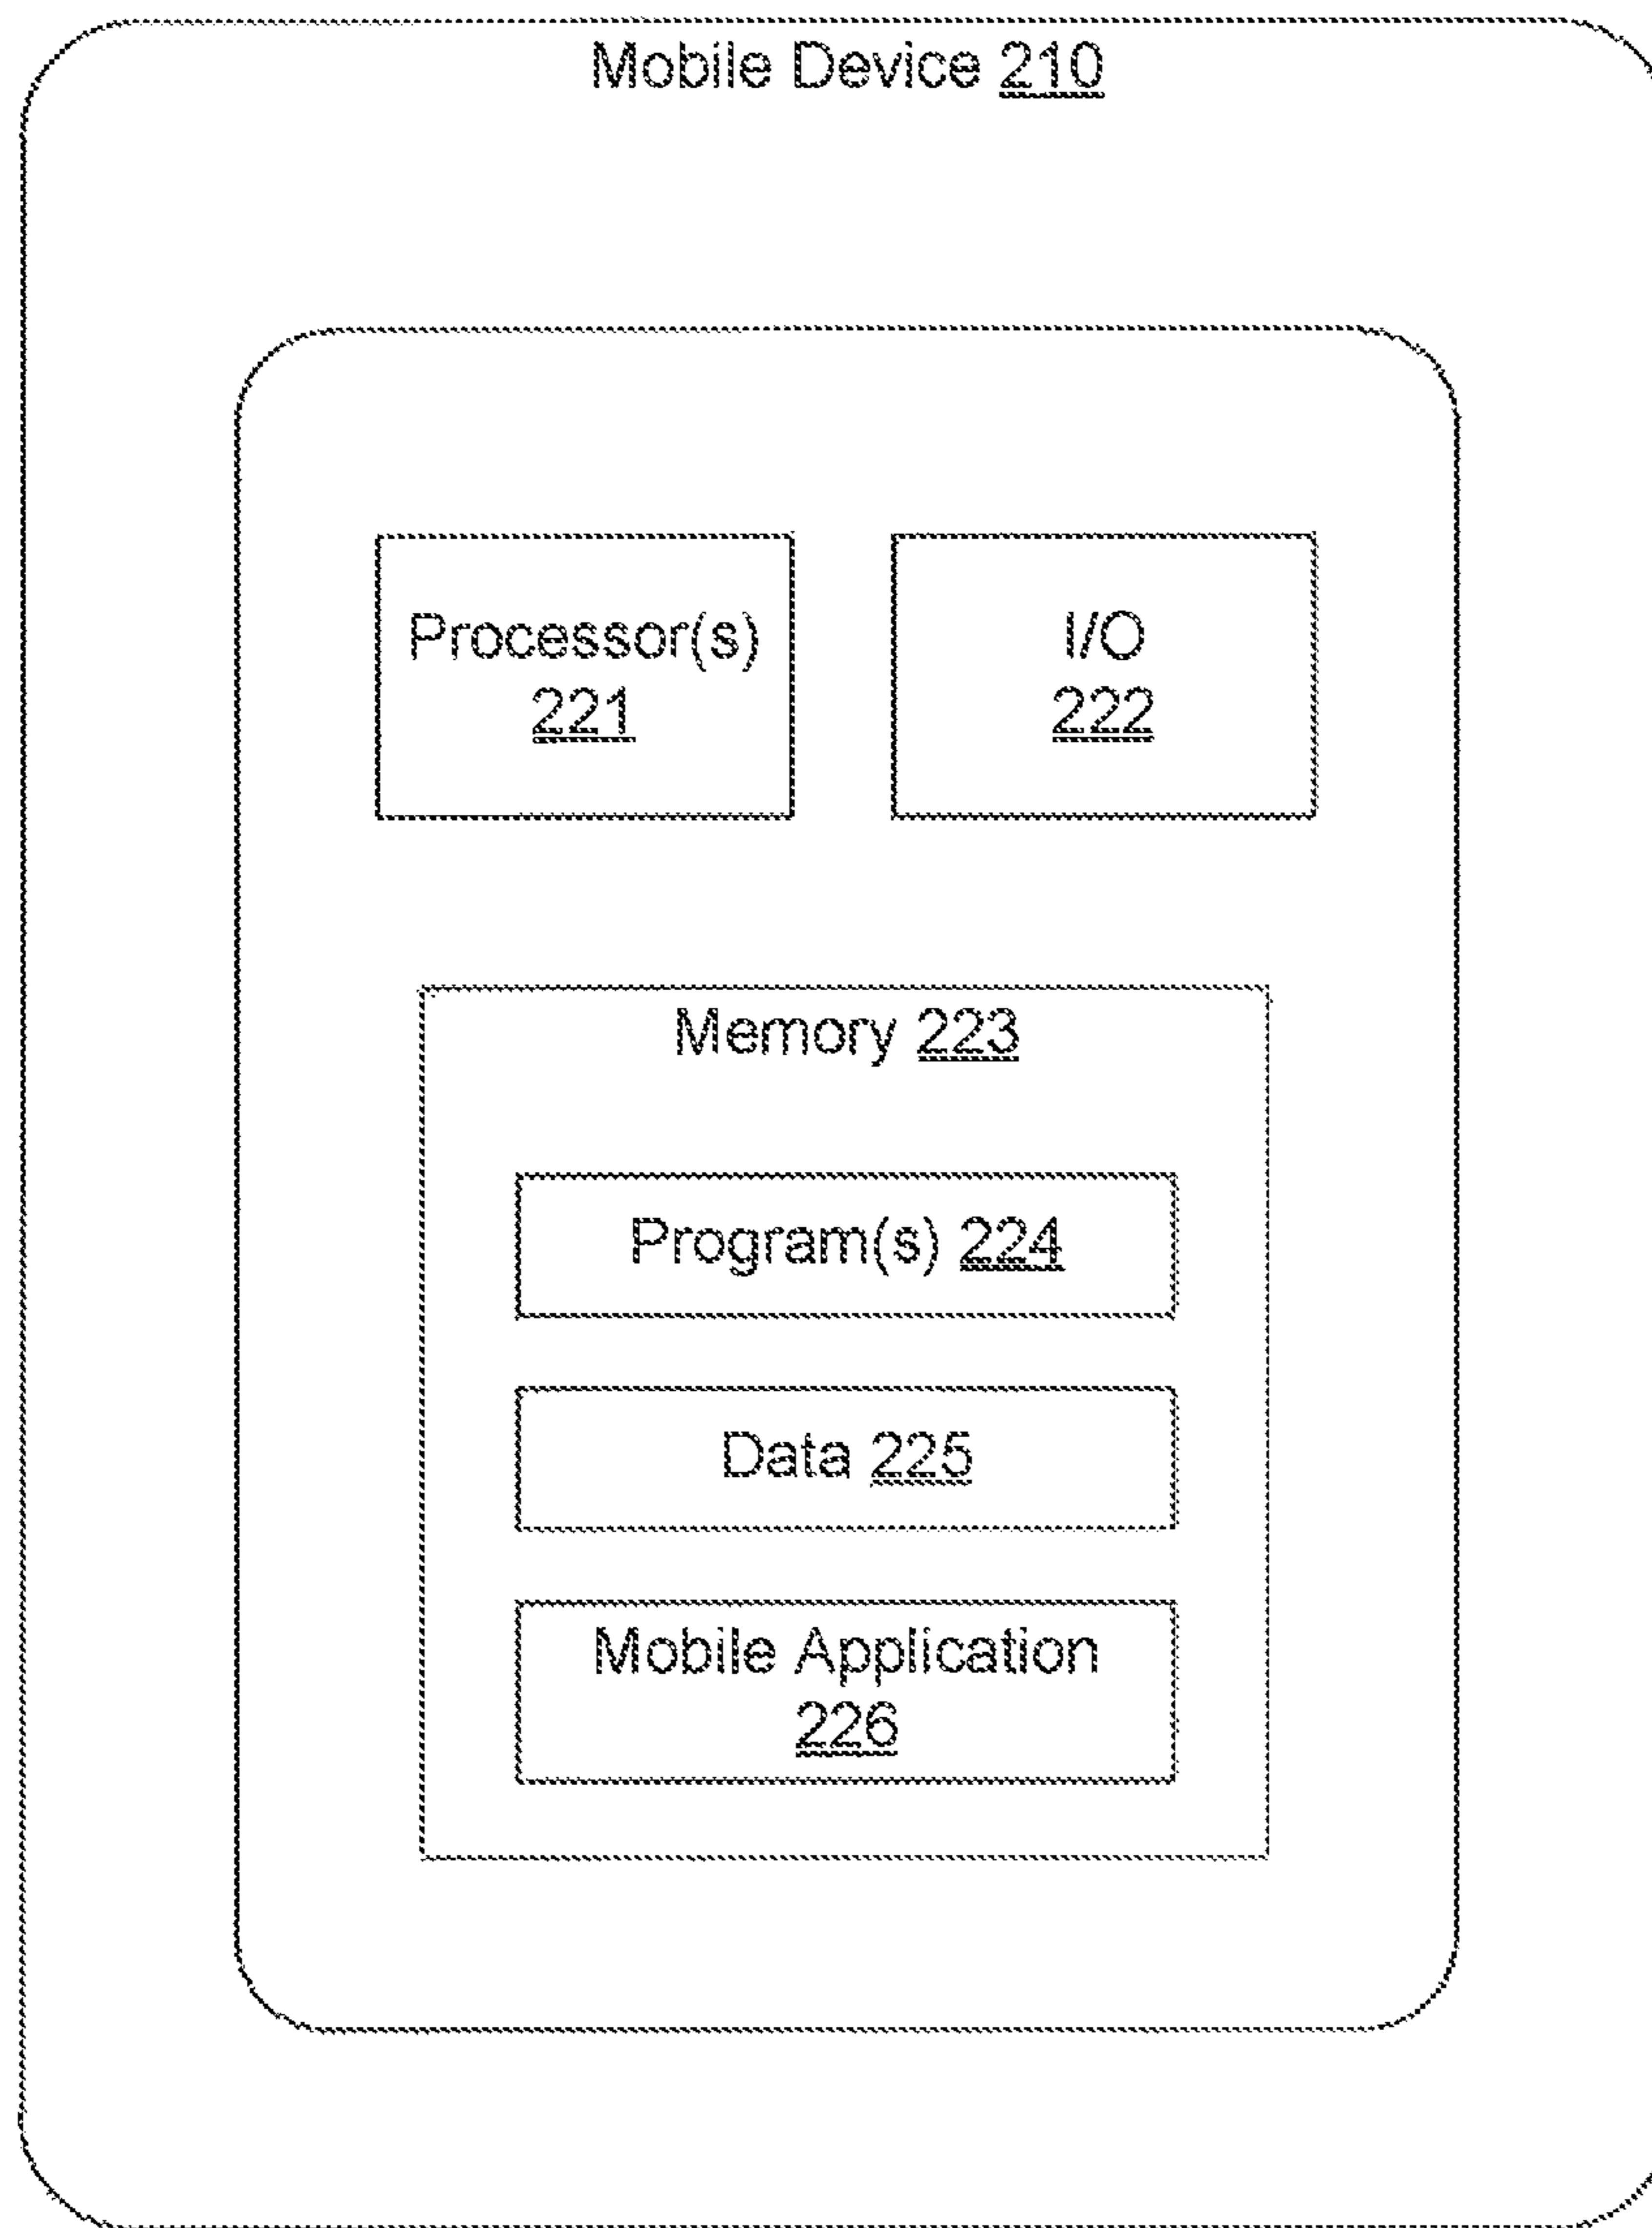 Mobile Device 210
Processor(s)
221
I/O
222
Memory 223
Program(s) 224
Data 225
Mobile Application
226